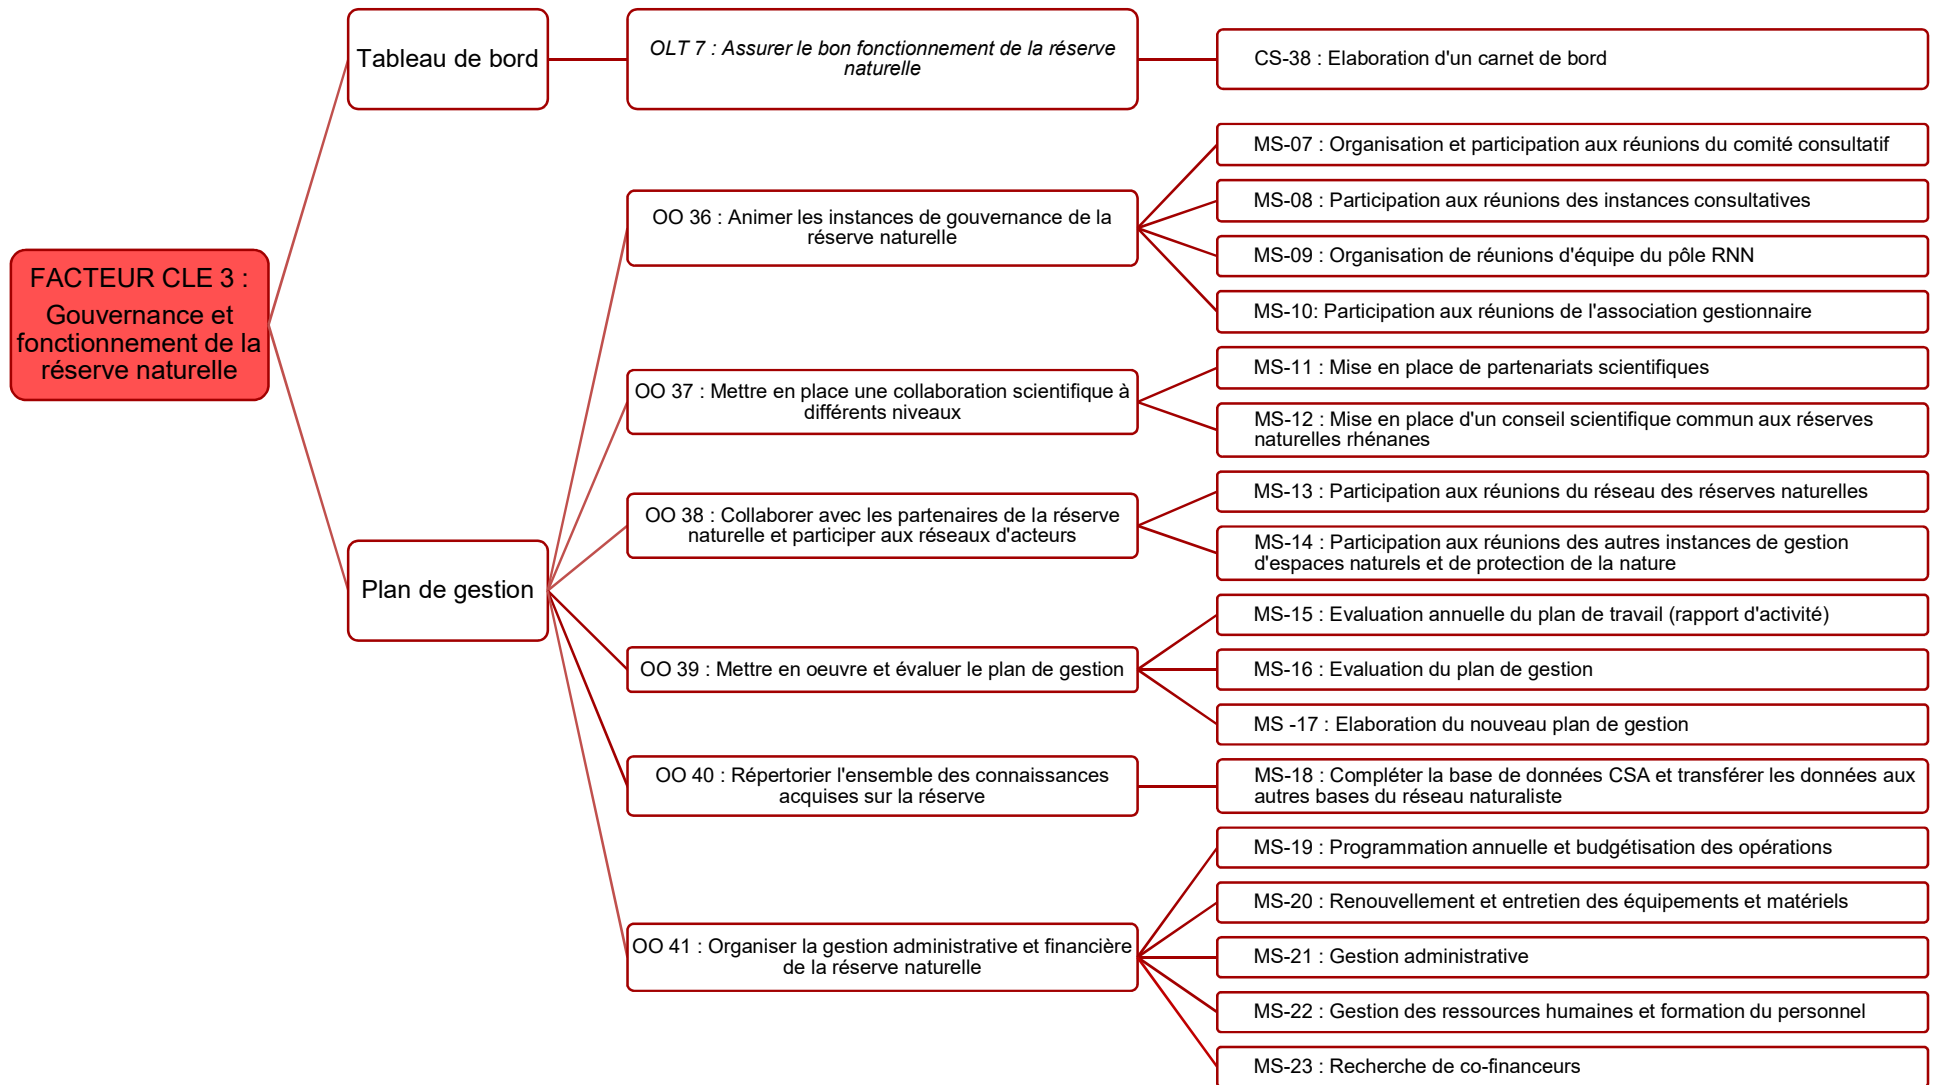 FACTEUR CLE 3 :
Gouvernance et
fonctionnement de la
réserve naturelle
Tableau de bord
OLT 7 : Assurer le bon fonctionnement de la réserve
naturelle
CS-38 : Elaboration d'un carnet de bord
Plan de gestion
OO 36 : Animer les instances de gouvernance de la
réserve naturelle
MS-07 : Organisation et participation aux réunions du comité consultatif
MS-08 : Participation aux réunions des instances consultatives
MS-09 : Organisation de réunions d'équipe du pôle RNN
MS-10: Participation aux réunions de l'association gestionnaire
OO 37 : Mettre en place une collaboration scientifique à
différents niveaux
MS-11 : Mise en place de partenariats scientifiques
MS-12 : Mise en place d'un conseil scientifique commun aux réserves
naturelles rhénanes
OO 38 : Collaborer avec les partenaires de la réserve
naturelle et participer aux réseaux d'acteurs
MS-13 : Participation aux réunions du réseau des réserves naturelles
MS-14 : Participation aux réunions des autres instances de gestion
d'espaces naturels et de protection de la nature
OO 39 : Mettre en oeuvre et évaluer le plan de gestion
MS-15 : Evaluation annuelle du plan de travail (rapport d'activité)
MS-16 : Evaluation du plan de gestion
MS -17 : Elaboration du nouveau plan de gestion
OO 40 : Répertorier l'ensemble des connaissances
acquises sur la réserve
MS-18 : Compléter la base de données CSA et transférer les données aux
autres bases du réseau naturaliste
OO 41 : Organiser la gestion administrative et financière
de la réserve naturelle
MS-19 : Programmation annuelle et budgétisation des opérations
MS-20 : Renouvellement et entretien des équipements et matériels
MS-21 : Gestion administrative
MS-22 : Gestion des ressources humaines et formation du personnel
MS-23 : Recherche de co-financeurs